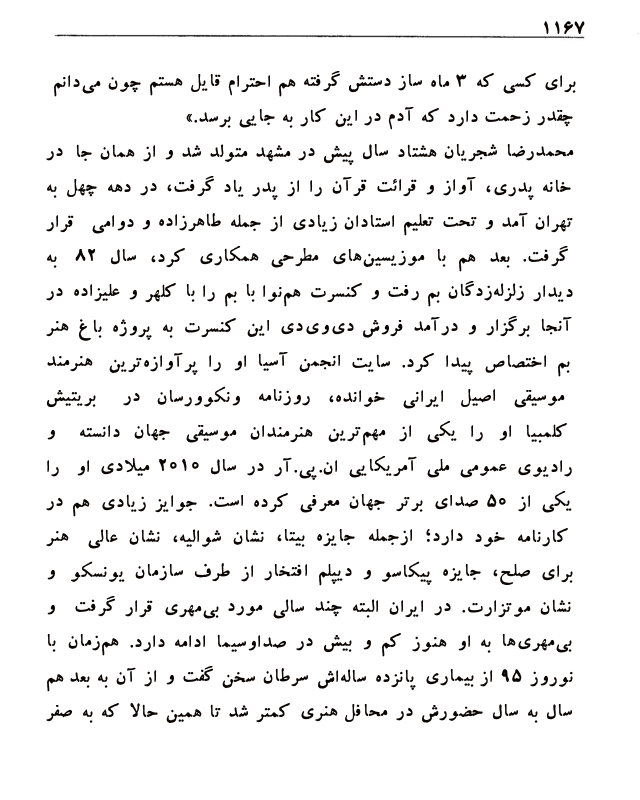 ۱۱۶۷
برای کسی که ۳ ماه ساز دستش گرفته هم احترام قایل هستم چون می‌دانم
چقدر زحمت دارد که آدم در این کار به جایی برسد.»
محمدرضا شجریان هشتاد سال پیش در مشهد متولد شد و از همان جا در
خانه پدری، آواز و قرائت قرآن را از پدر یاد گرفت، در دهه چهل به
تهران آمد و تحت تعلیم استادان زیادی از جمله طاهرزاده و دوامی قرار
گرفت. بعد هم با موزیسین‌های مطرحی همکاری کرد، سال ۸۲ به
دیدار زلزله‌زدگان بم رفت و کنسرت هم‌نوا با بم را با کلهر و علیزاده در
آنجا برگزار و درآمد فروش دی‌وی‌دی این کنسرت به پروژه باغ هنر
بم اختصاص پیدا کرد. سایت انجمن آسیا او را پرآوازه‌ترین هنرمند
موسیقی اصیل ایرانی خوانده، روزنامه ونکوورسان در بریتیش
کلمبیا او را یکی از مهم‌ترین هنرمندان موسیقی جهان دانسته و
رادیوی عمومی ملی آمریکایی ان.پی.آر در سال ۲۰۱۰ میلادی او را
یکی از ۵۰ صدای برتر جهان معرفی کرده است. جوایز زیادی هم در
کارنامه خود دارد؛ ازجمله جایزه بیتا، نشان شوالیه، نشان عالی هنر
برای صلح، جایزه پیکاسو و دیپلم افتخار از طرف سازمان یونسکو و
نشان موتزارت. در ایران البته چند سالی مورد بی‌مهری قرار گرفت و
بی‌مهری‌ها به او هنوز کم و بیش در صداوسیما ادامه دارد. هم‌زمان با
نوروز ۹۵ از بیماری پانزده ساله‌اش سرطان سخن گفت و از آن به بعد هم
سال به سال حضورش در محافل هنری کمتر شد تا همین حالا که به صفر